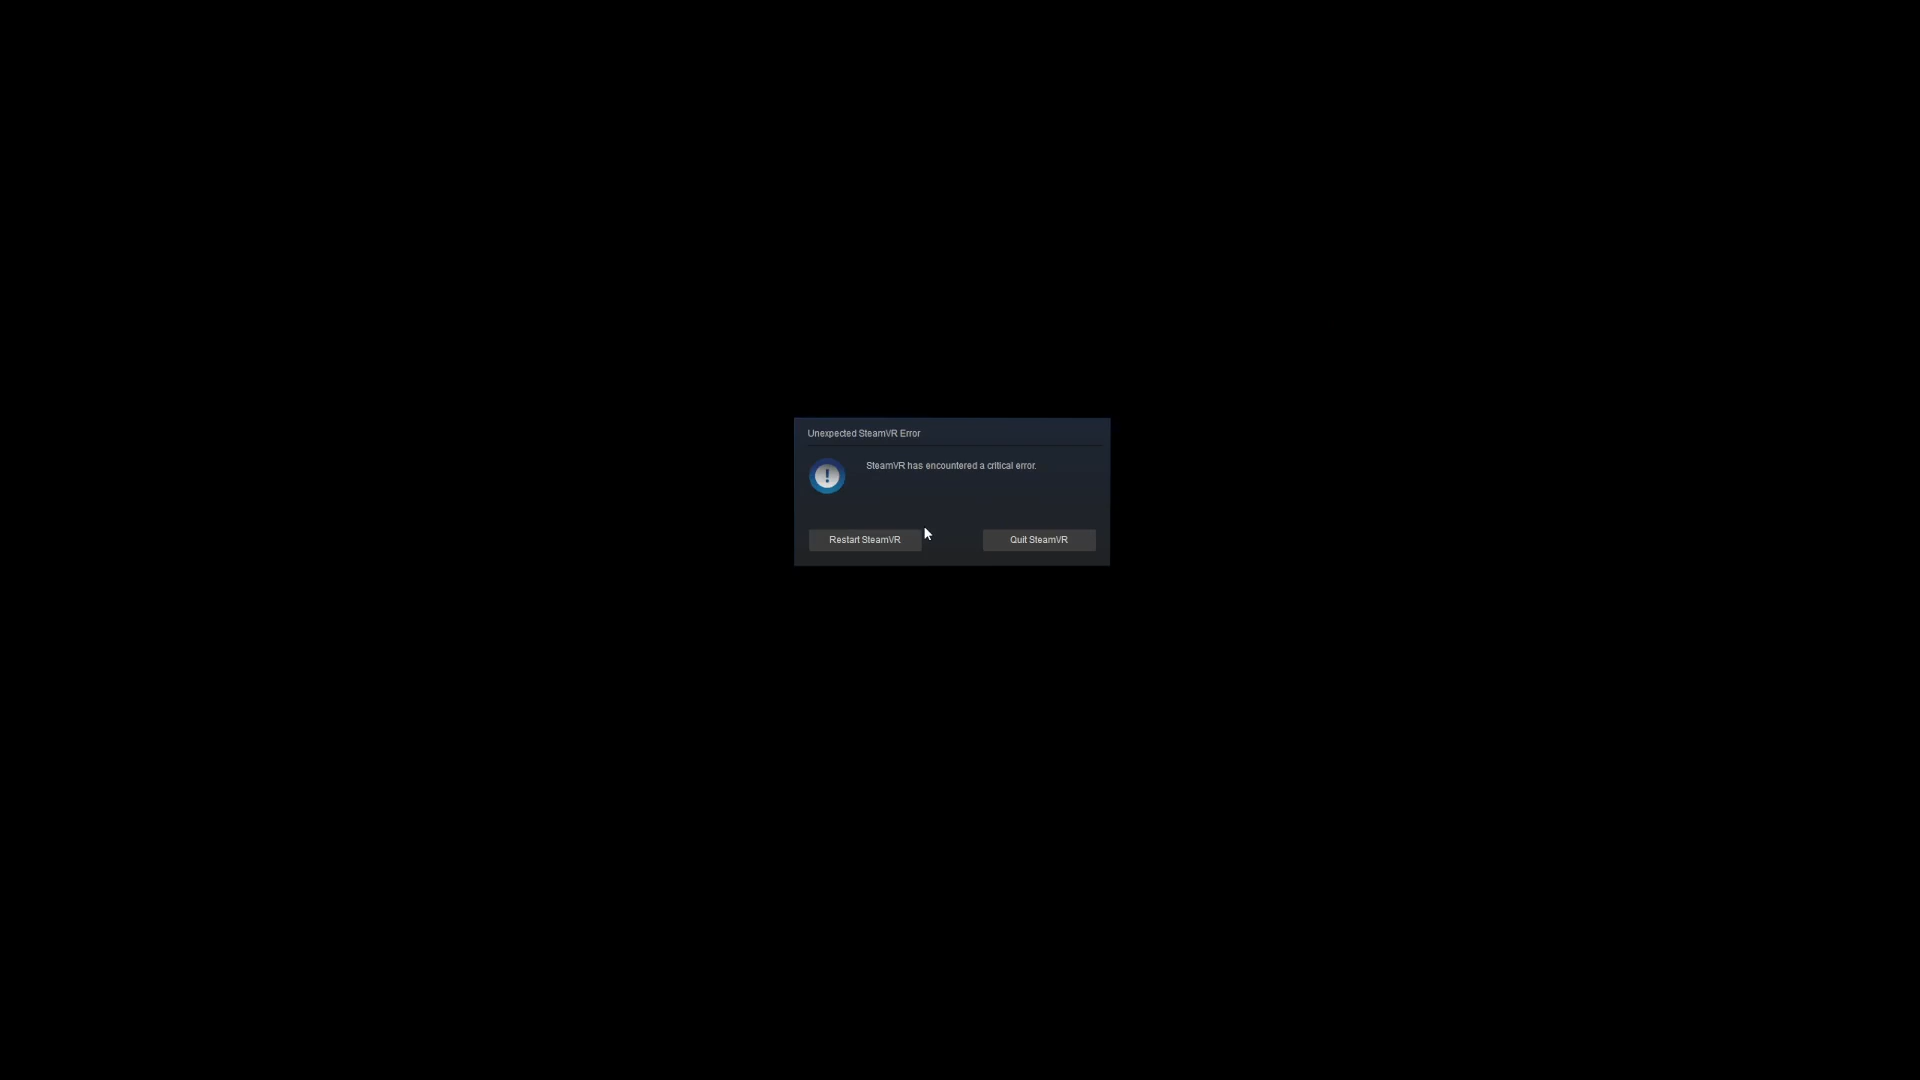 Unexpected SteamVR Error
SteamVR has encountered a critical error.
Restart SteamVR
Quit SteamVR